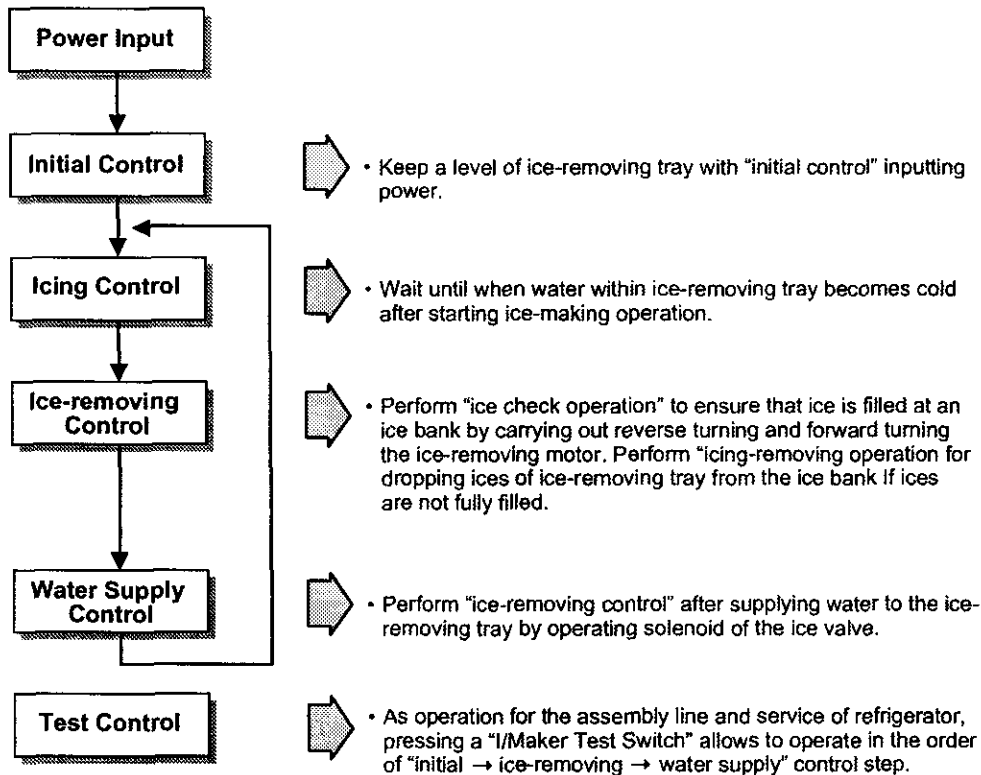 Power Input
Initial Control
• Keep a level of ice-removing tray with “initial control” inputting
power.
Icing Control
• Wait until when water within ice-removing tray becomes cold
after starting ice-making operation.
Ice-removing
Control
• Perform “ice check operation” to ensure that ice is filled at an
ice bank by carrying out reverse turning and forward turning
the ice-removing motor. Perform “icing-removing operation for
dropping ices of ice-removing tray from the ice bank If ices
are not fully filled.
Water Supply
Control
• Perform “ice-removing control” after supplying water to the ice-
removing tray by operating solenoid of the ice valve.
Test Control
• As operation for the assembly line and service of refrigerator,
pressing a “I/Maker Test Switch” allows to operate in the order
of “initial → ice-removing → water supply” control step.